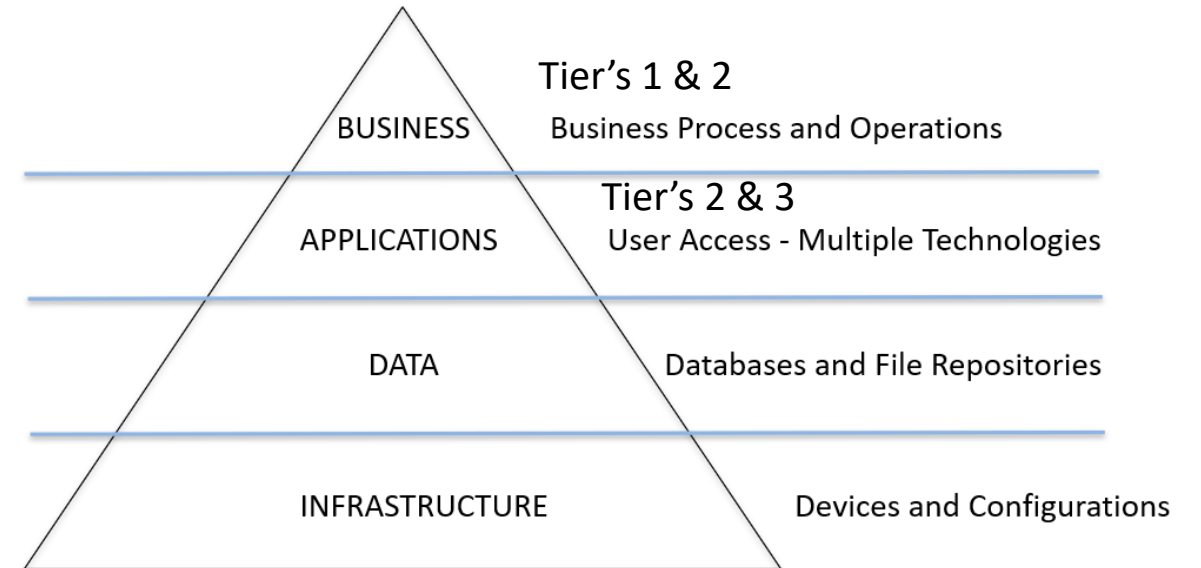 Tier’s 1 & 2
BUSINESS Business Process and Operations
Tier’s 2 & 3
APPLICATIONS User Access - Multiple Technologies
DATA Databases and File Repositories
INFRASTRUCTURE Devices and Configurations